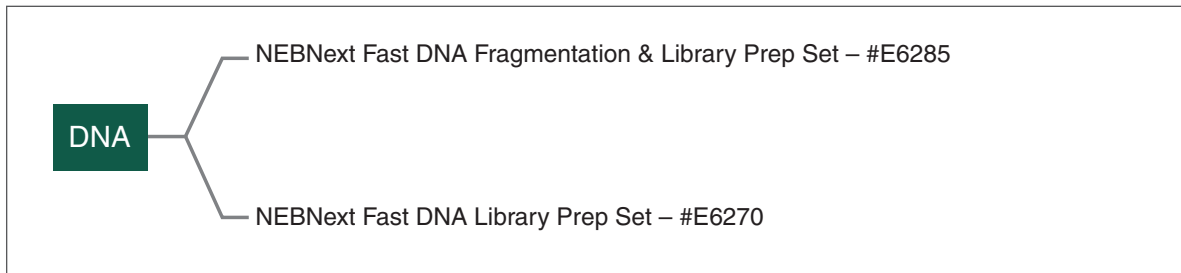 NEBNext Fast DNA Fragmentation & Library Prep Set – #E6285
DNA
NEBNext Fast DNA Library Prep Set – #E6270